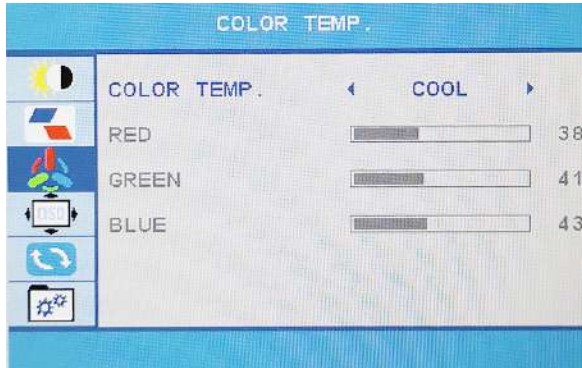 COLOR TEMP.
COLOR TEMP. COOL
RED 38
GREEN 41
OSD
BLUE 43